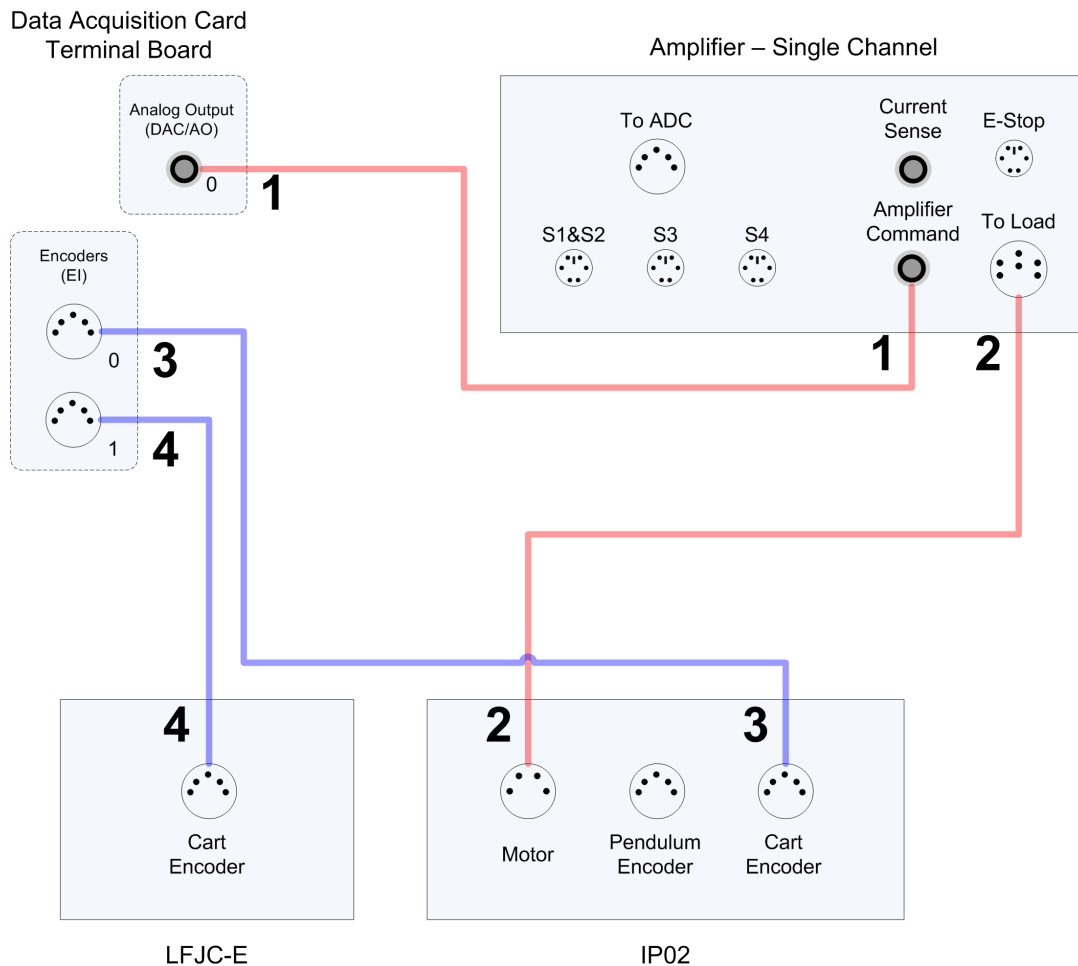 Data Acquisition Card
Terminal Board
Amplifier – Single Channel
Analog Output
(DAC/AO)
0
1
To ADC
Current
Sense
E-Stop
S1&S2
S3
S4
Amplifier
Command
To Load
Encoders
(EI)
0
3
1
4
1
2
4
Cart
Encoder
2
3
Motor
Pendulum
Encoder
Cart
Encoder
LFJC-E
IP02